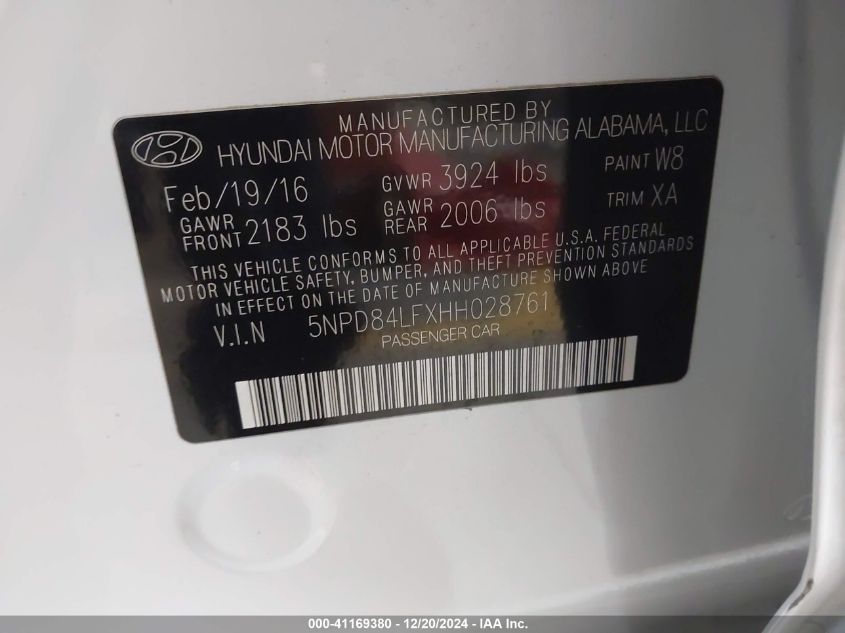 MANUFACTURED BY
HYUNDAI MOTOR MANUFACTURING ALABAMA, LLC
Feb/19/16 GVWR 3924 lbs PAINT W8
GAWR FRONT 2183 lbs GAWR REAR 2006 lbs TRIM XA
THIS VEHICLE CONFORMS TO ALL APPLICABLE U.S.A. FEDERAL
MOTOR VEHICLE SAFETY, BUMPER, AND THEFT PREVENTION STANDARDS
IN EFFECT ON THE DATE OF MANUFACTURE SHOWN ABOVE
V.I.N 5NPD84LFXHH028761
PASSENGER CAR
000-41169380 - 12/20/2024 - IAA Inc.